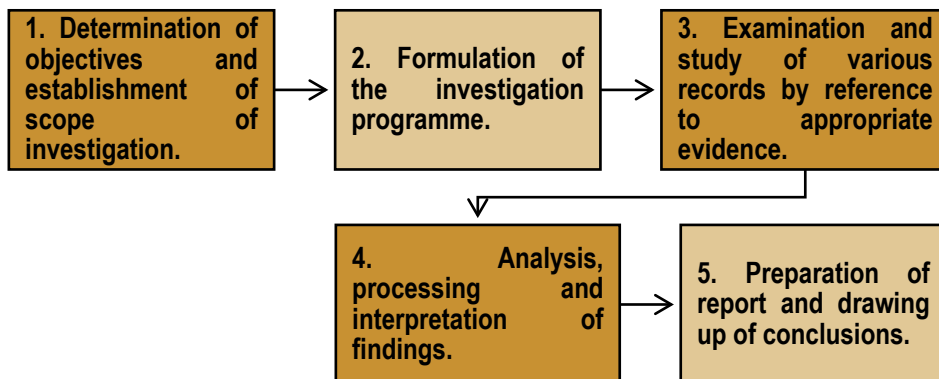 1. Determination of
objectives and
establishment of
scope of
investigation.
2. Formulation of
the investigation
programme.
3. Examination and
study of various
records by reference
to appropriate
evidence.
4. Analysis,
processing and
interpretation of
findings.
5. Preparation of
report and drawing
up of conclusions.